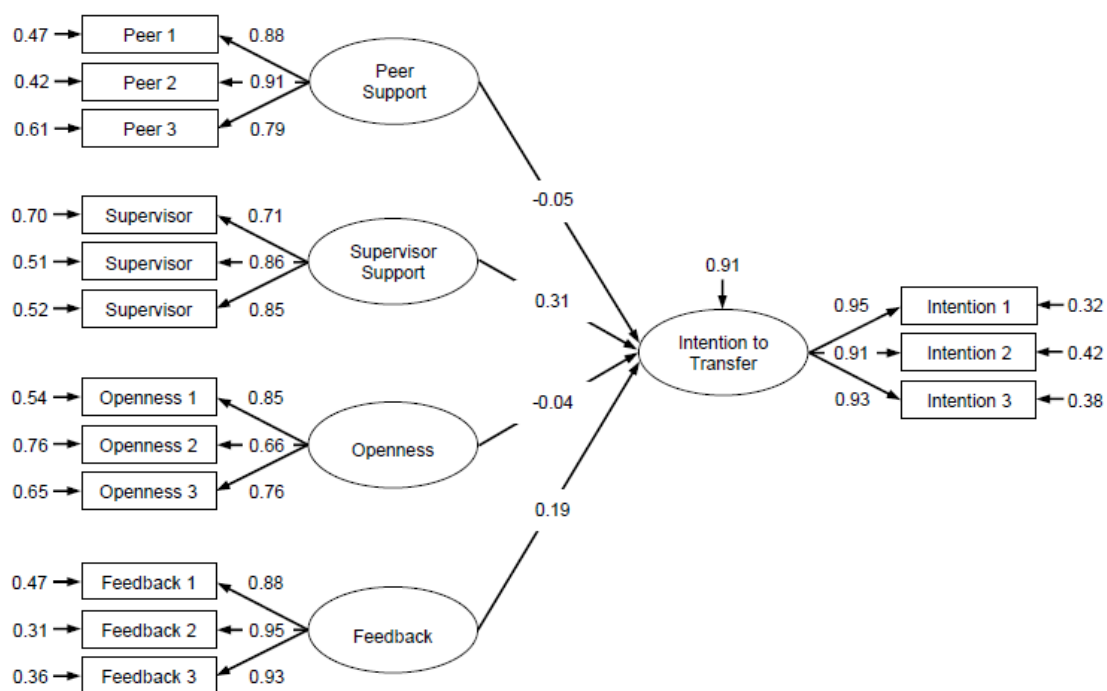 0.47
Peer 1
0.88
0.42
Peer 2
0.91
0.61
Peer 3
0.79
Peer
Support
-0.05
0.70
Supervisor
0.71
0.51
Supervisor
0.86
0.52
Supervisor
0.85
Supervisor
Support
0.31
0.54
Openness 1
0.85
0.76
Openness 2
0.66
0.65
Openness 3
0.76
Openness
-0.04
0.47
Feedback 1
0.88
0.31
Feedback 2
0.95
0.36
Feedback 3
0.93
Feedback
0.19
0.91
Intention to
Transfer
0.95
Intention 1
0.32
0.91
Intention 2
0.42
0.93
Intention 3
0.38